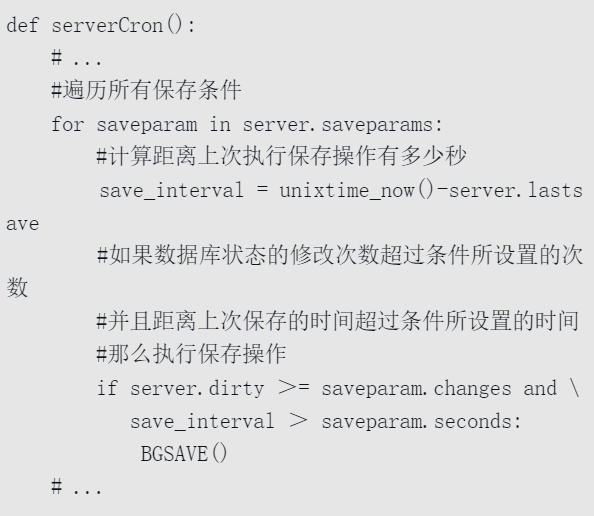 def serverCron():
    # ...
    #遍历所有保存条件
    for saveparam in server.saveparams:
        #计算距离上次执行保存操作有多少秒
        save_interval = unixtime_now()-server.lasts
ave
        #如果数据库状态的修改次数超过条件所设置的次
数
        #并且距离上次保存的时间超过条件所设置的时间
        #那么执行保存操作
        if server.dirty >= saveparam.changes and \
           save_interval > saveparam.seconds:
            BGSAVE()
    # ...